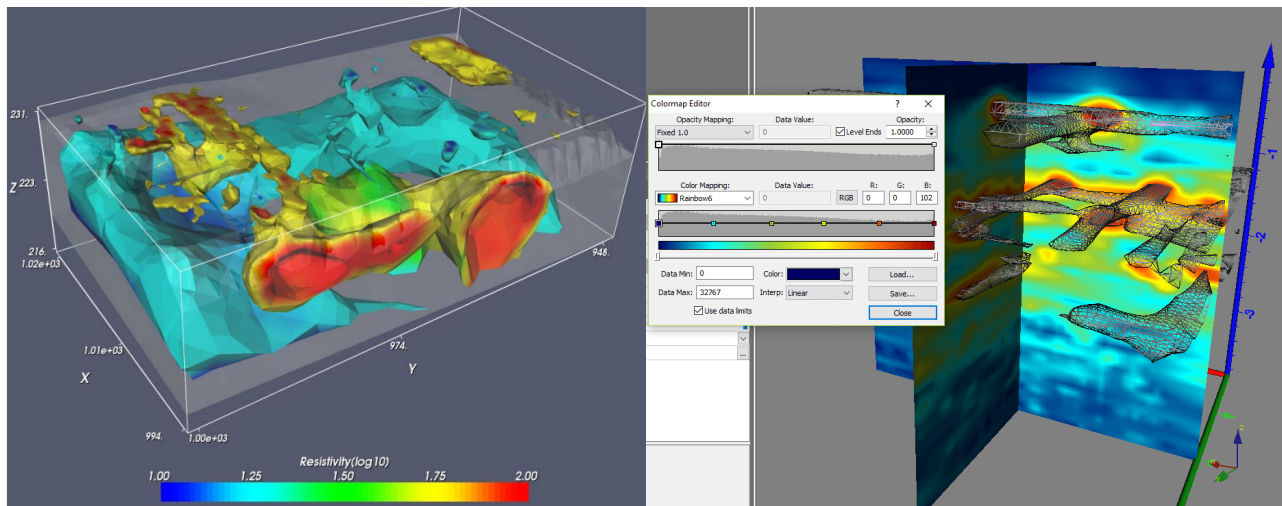 231.
Z
223.
216.
1.02e+03
1.01e+03
X
994.
1.00e+03
974.
Y
948.
Resistivity(log10)
1.00 1.25 1.50 1.75 2.00
Colormap Editor ? ×
Opacity Mapping: Data Value: Opacity:
Fixed 1.0 0 Level Ends 1.0000
Color Mapping: Data Value: R: G: B:
Rainbow6 0 RGB 0 0 102
Data Min: 0 Color: Load...
Data Max: 32767 Interp: Linear Save...
Use data limits Close
...
-1
-2
-3
z